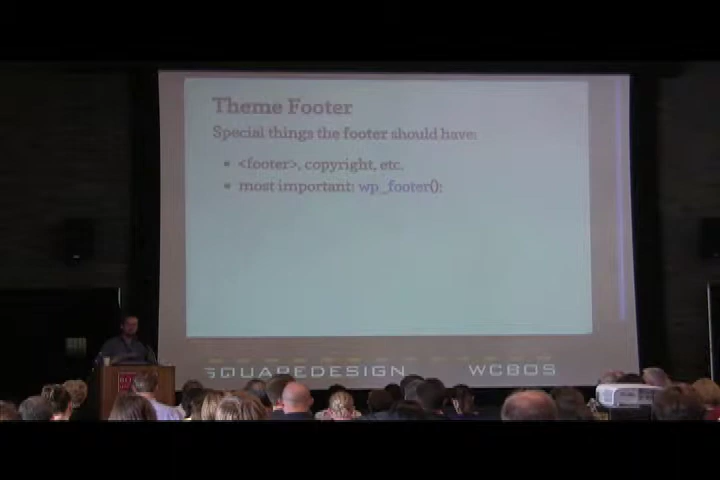 Theme Footer
Special things the footer should have:
<footer>, copyright, etc.
most important: wp_footer();
SQUAREDESIGN WCBOS